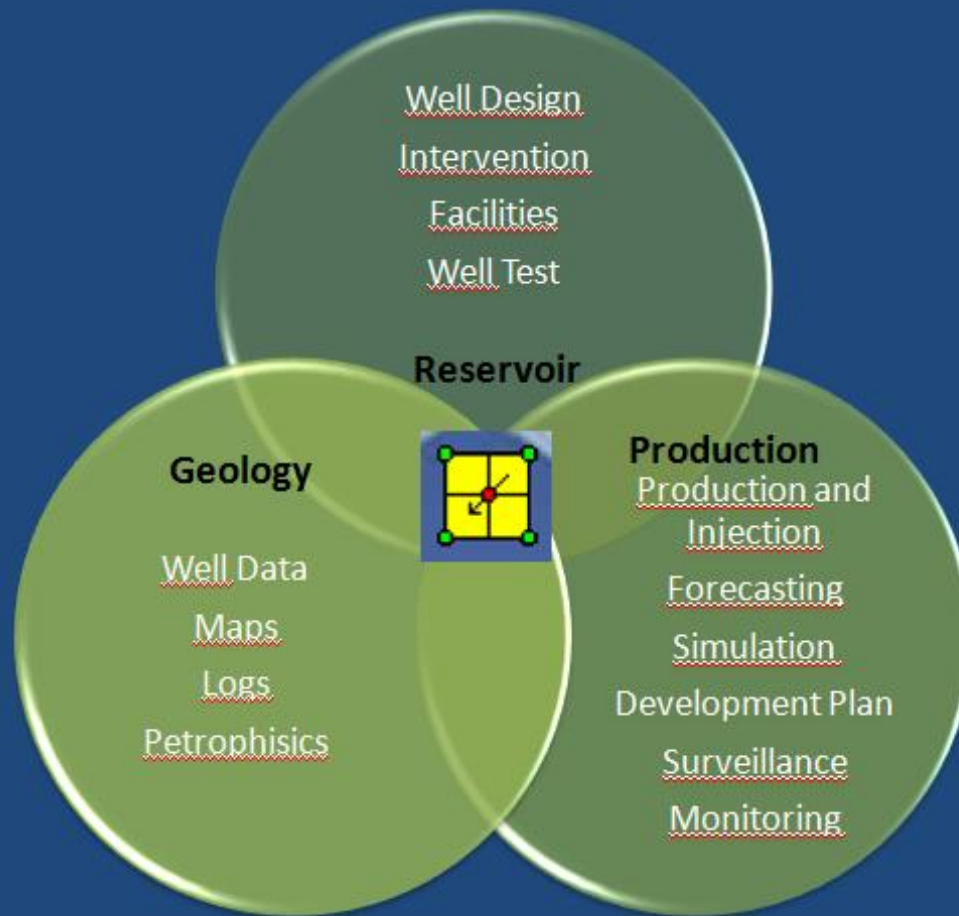 Well Design
Intervention
Facilities
Well Test
Reservoir
Geology
Well Data
Maps
Logs
Petrophisics
Production
Production and
Injection
Forecasting
Simulation
Development Plan
Surveillance
Monitoring